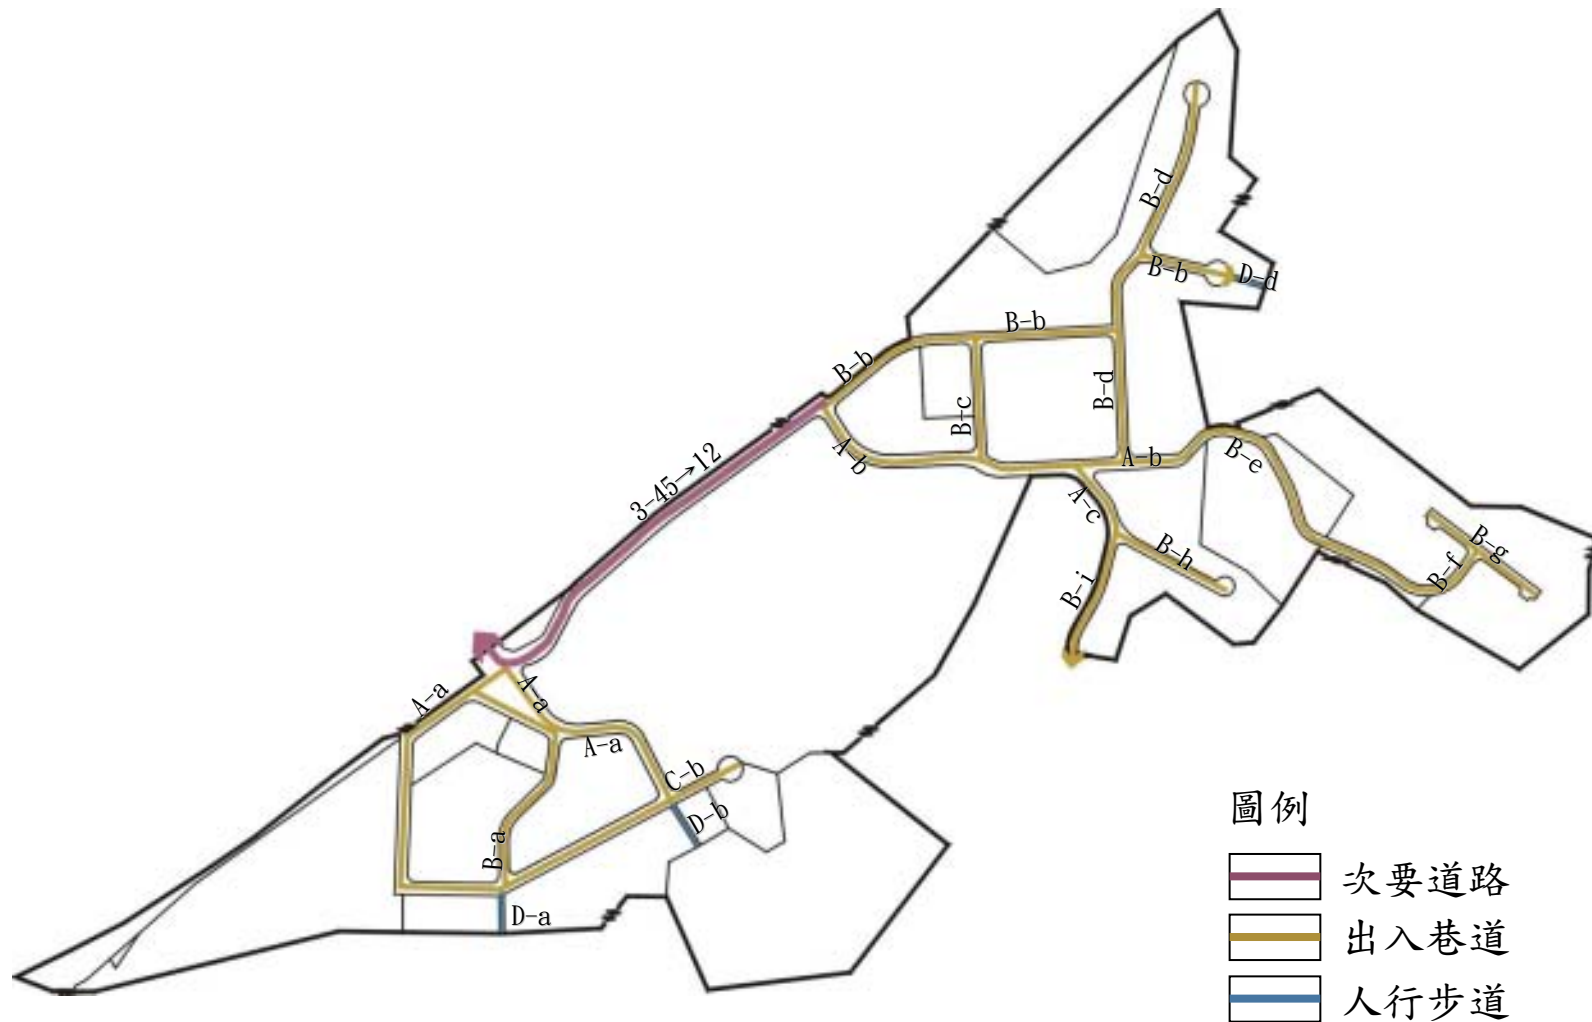 B-d
B-b
D-d
B-b
B-b
B-d
B-c
A-b
A-b
B-e
3-45→12
A-c
B-h
B-g
B-f
B-i
A-a
A-a
A-a
C-b
D-b
B-a
D-a
圖例
次要道路
出入巷道
人行步道